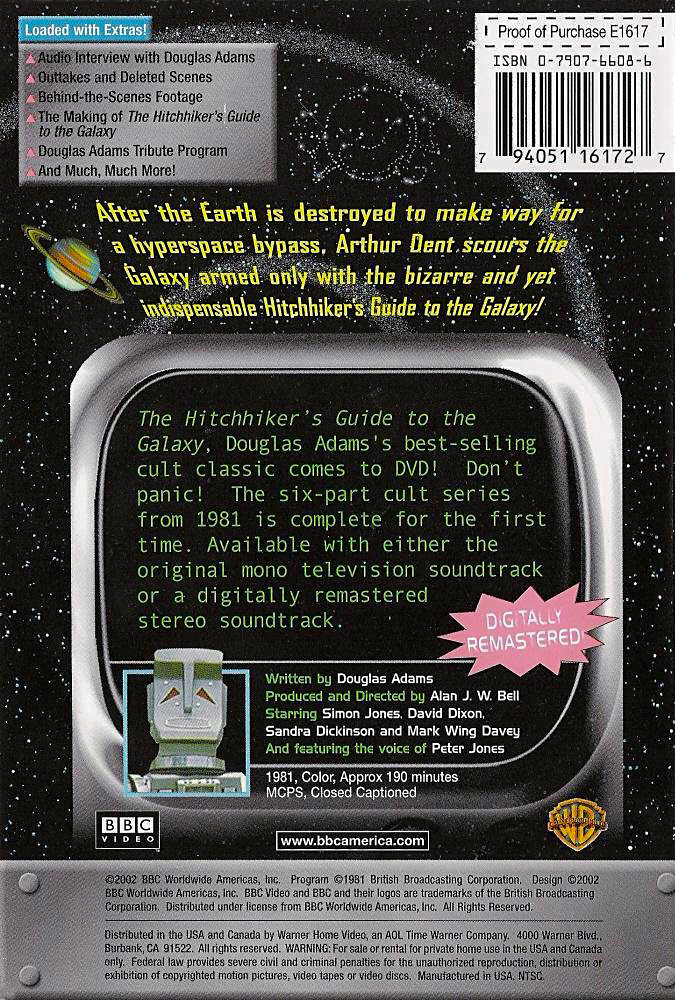 Loaded with Extras!
Audio Interview with Douglas Adams
Outtakes and Deleted Scenes
Behind-the-Scenes Footage
The Making of The Hitchhiker's Guide
to the Galaxy
Douglas Adams Tribute Program
And Much, Much More!
Proof of Purchase E1617
ISBN 0-7907-6608-6
7 94051 16172 7
After the Earth is destroyed to make way for
a hyperspace bypass, Arthur Dent scours the
Galaxy armed only with the bizarre and yet
indispensable Hitchhiker's Guide to the Galaxy!
The Hitchhiker's Guide to the
Galaxy, Douglas Adams's best-selling
cult classic comes to DVD! Don't
panic! The six-part cult series
from 1981 is complete for the first
time. Available with either the
original mono television soundtrack
or a digitally remastered
stereo soundtrack.
DIGITALLY
REMASTERED
Written by Douglas Adams
Produced and Directed by Alan J. W. Bell
Starring Simon Jones, David Dixon,
Sandra Dickinson and Mark Wing Davey
And featuring the voice of Peter Jones
1981, Color, Approx 190 minutes
MCPS, Closed Captioned
BBC
VIDEO
www.bbcamerica.com
WB
©2002 BBC Worldwide Americas, Inc. Program ©1981 British Broadcasting Corporation. Design ©2002
BBC Worldwide Americas, Inc. BBC Video and BBC and their logos are trademarks of the British Broadcasting
Corporation. Distributed under license from BBC Worldwide Americas, Inc. All Rights Reserved.
Distributed in the USA and Canada by Warner Home Video, an AOL Time Warner Company. 4000 Warner Blvd.,
Burbank, CA 91522. All rights reserved. WARNING: For sale or rental for private home use in the USA and Canada
only. Federal law provides severe civil and criminal penalties for the unauthorized reproduction, distribution or
exhibition of copyrighted motion pictures, video tapes or video discs. Manufactured in USA. NTSC.